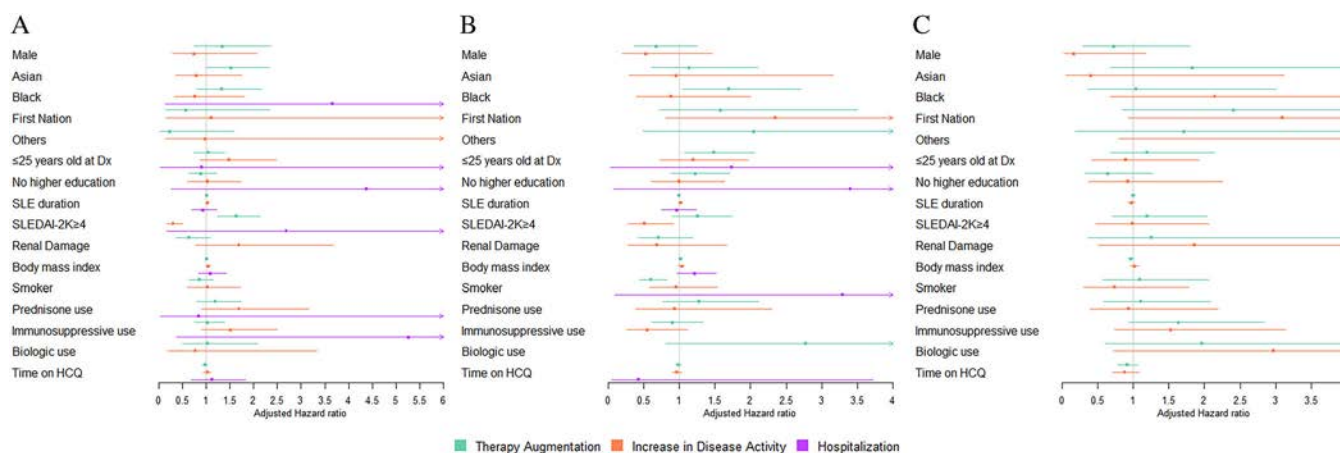 A
Male
Asian
Black
First Nation
Others
≤25 years old at Dx
No higher education
SLE duration
SLEDAI-2K≥4
Renal Damage
Body mass index
Smoker
Prednisone use
Immunosuppressive use
Biologic use
Time on HCQ
0 0.5 1 1.5 2 2.5 3 3.5 4 4.5 5 5.5 6
Adjusted Hazard ratio
B
Male
Asian
Black
First Nation
Others
≤25 years old at Dx
No higher education
SLE duration
SLEDAI-2K≥4
Renal Damage
Body mass index
Smoker
Prednisone use
Immunosuppressive use
Biologic use
Time on HCQ
0 0.5 1 1.5 2 2.5 3 3.5 4
Adjusted Hazard ratio
C
Male
Asian
Black
First Nation
Others
≤25 years old at Dx
No higher education
SLE duration
SLEDAI-2K≥4
Renal Damage
Body mass index
Smoker
Prednisone use
Immunosuppressive use
Biologic use
Time on HCQ
0 0.5 1 1.5 2 2.5 3 3.5
Adjusted Hazard ratio
Therapy Augmentation Increase in Disease Activity Hospitalization